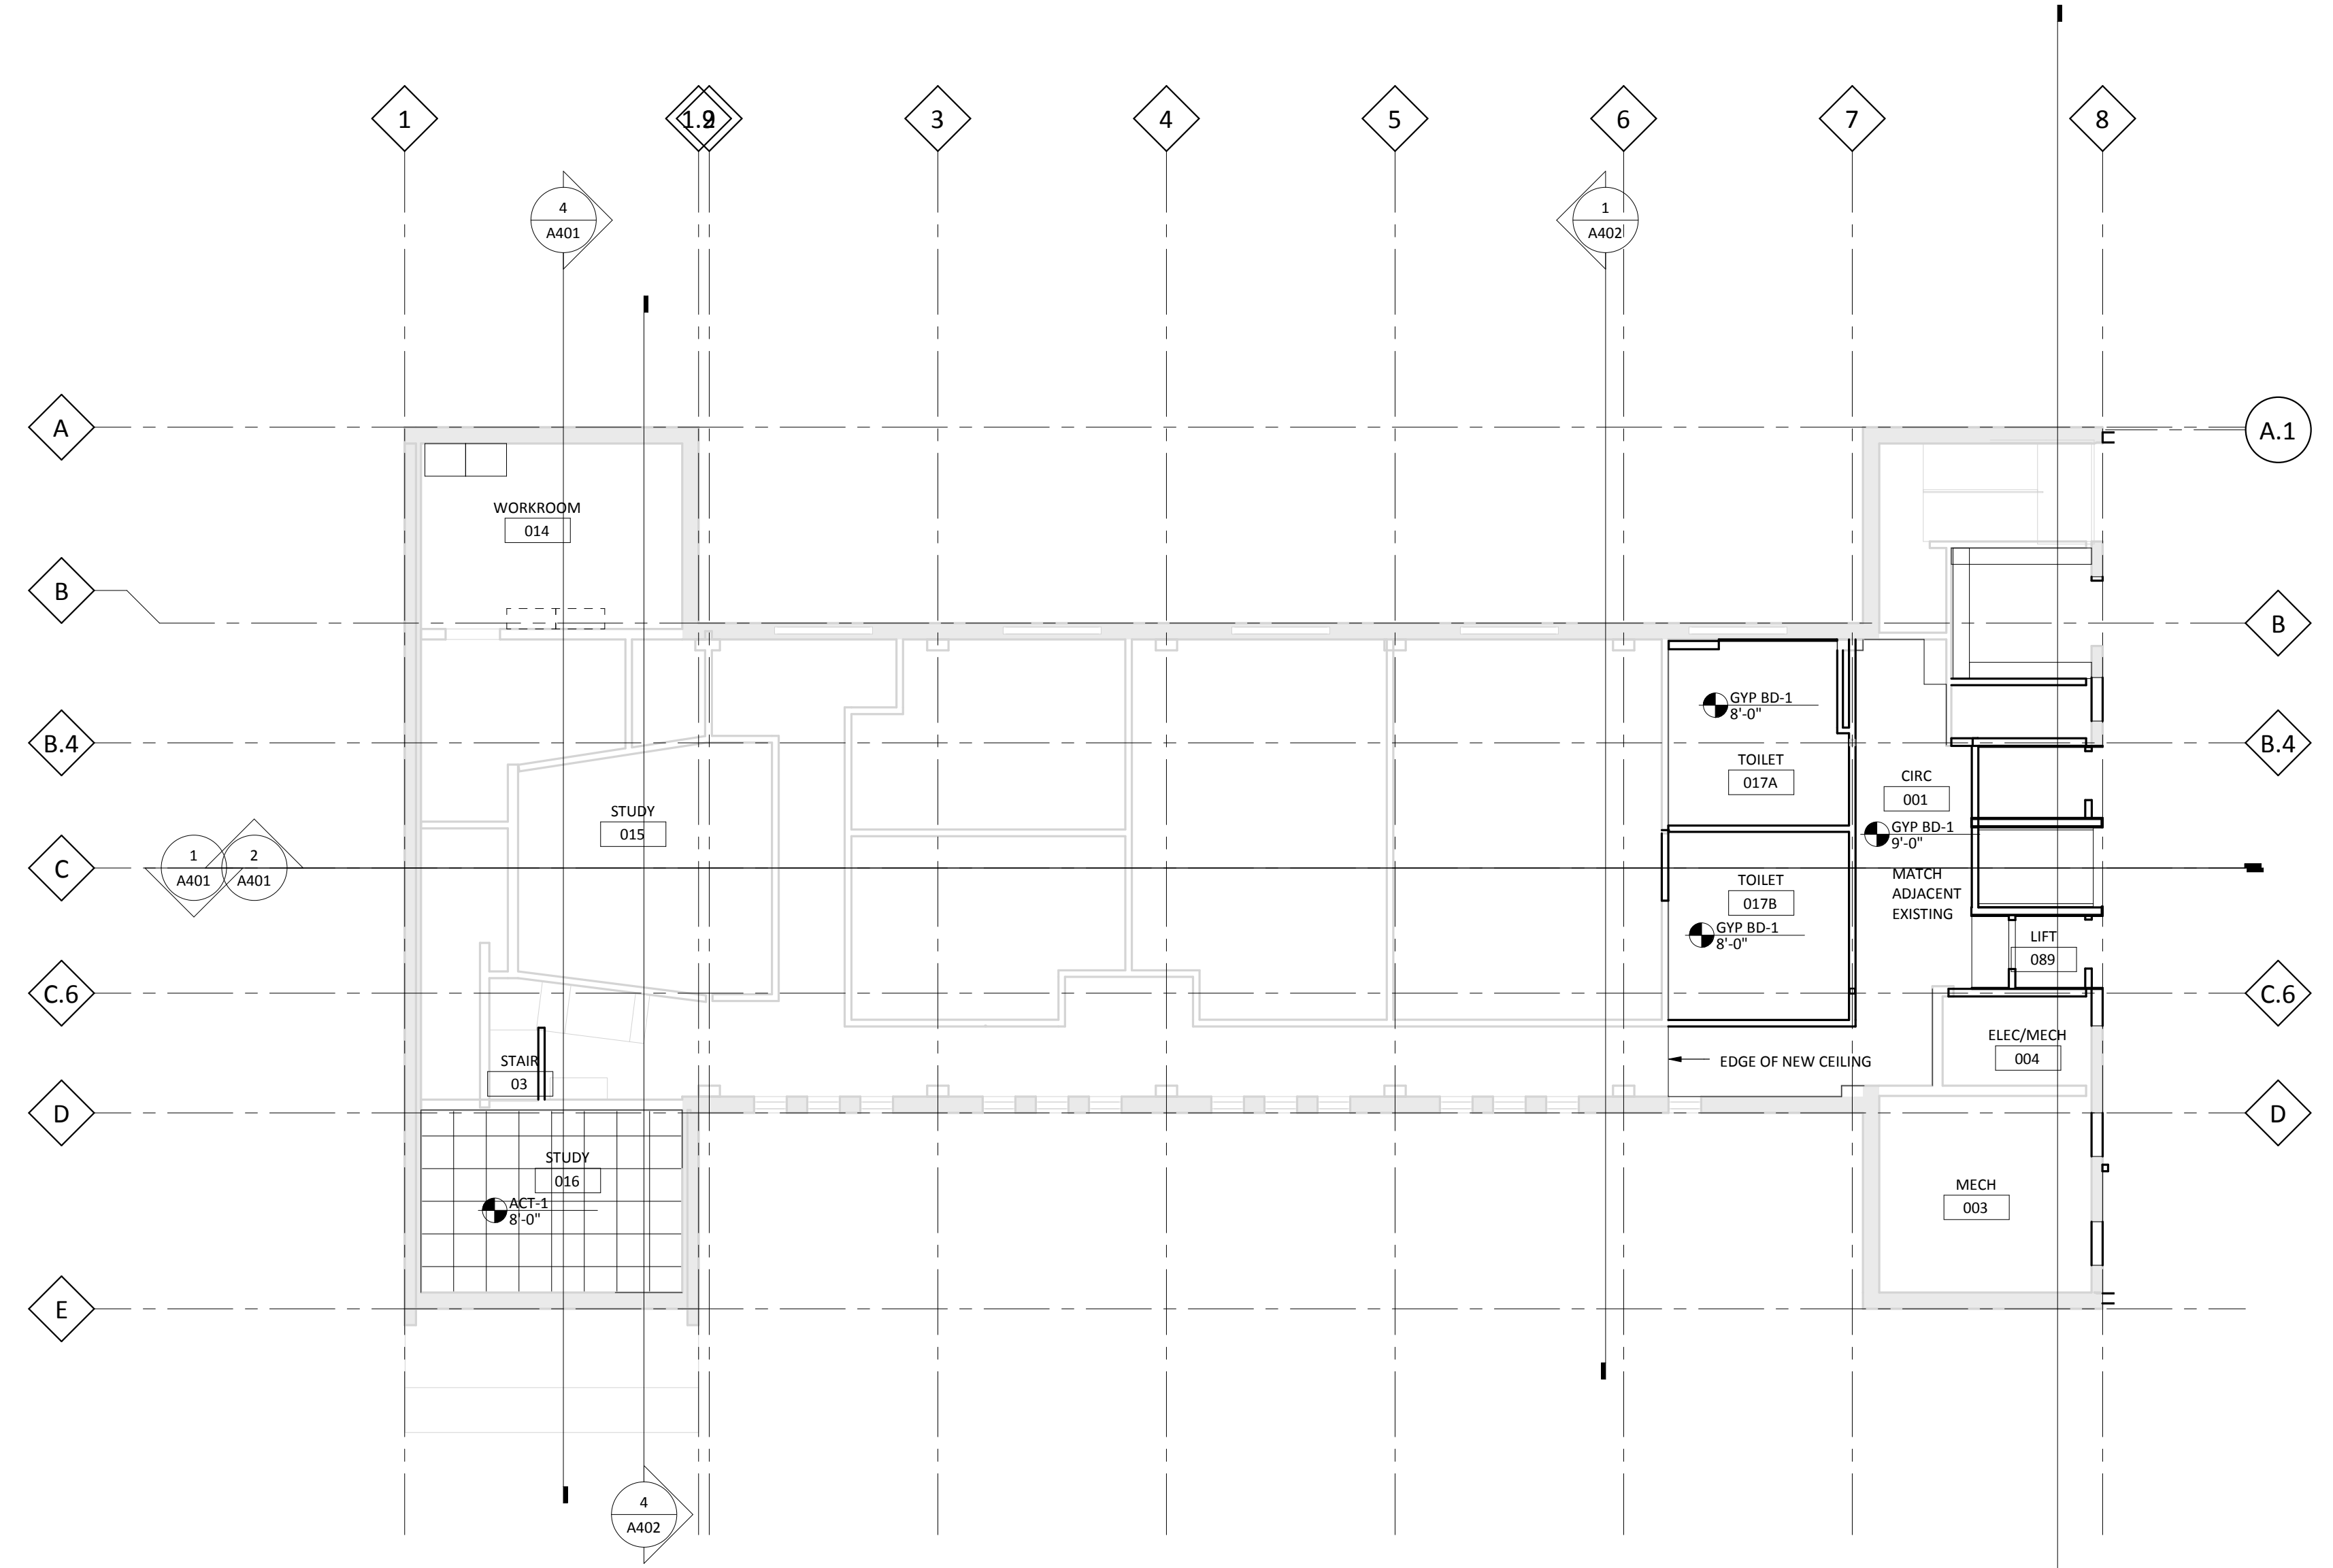 1
1.9
2
3
4
5
6
7
8
4
A401
1
A402
A
A.1
WORKROOM
014
B
B
GYP BD-1
8'-0"
B.4
B.4
TOILET
017A
CIRC
001
STUDY
015
GYP BD-1
9'-0"
C
1
A401
2
A401
MATCH
ADJACENT
EXISTING
TOILET
017B
GYP BD-1
8'-0"
LIFT
089
C.6
C.6
STAIR
03
ELEC/MECH
004
EDGE OF NEW CEILING
D
D
STUDY
016
ACT-1
8'-0"
MECH
003
E
4
A402